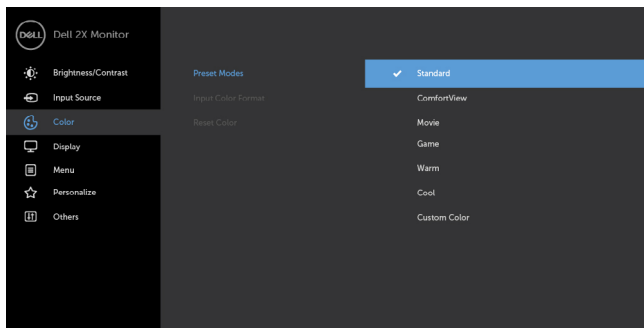 DELL Dell 2X Monitor
Brightness/Contrast
Input Source
Color
Display
Menu
Personalize
Others
Preset Modes
Input Color Format
Reset Color
Standard
ComfortView
Movie
Game
Warm
Cool
Custom Color